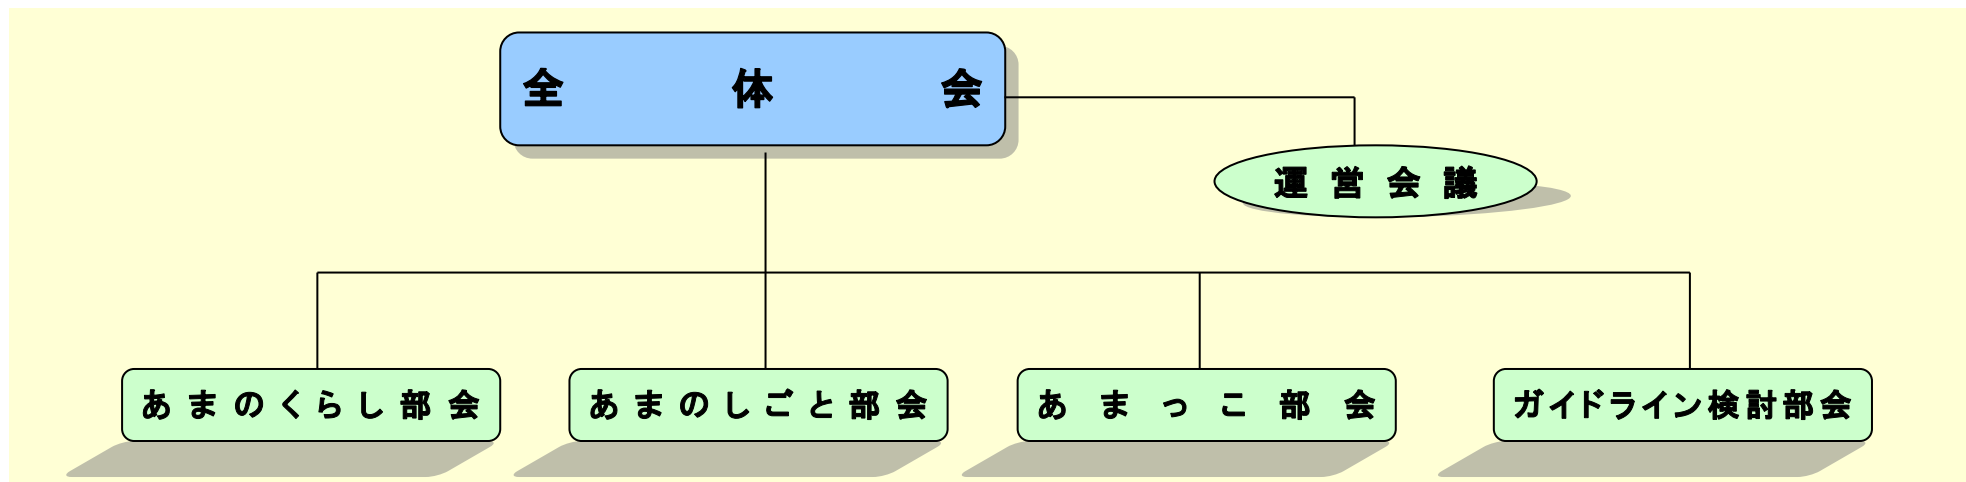 全体会
運営会議
あまのくらし部会
あまのしごと部会
あまっこ部会
ガイドライン検討部会